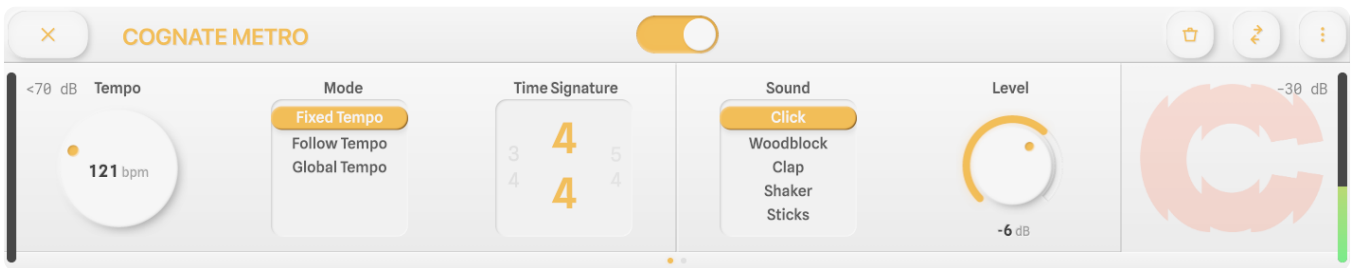 COGNATE METRO
<70 dB Tempo Mode Time Signature Sound Level -30 dB
Fixed Tempo
Follow Tempo
Global Tempo
121 bpm
4
3 5
4 4
4
Click
Woodblock
Clap
Shaker
Sticks
-6 dB